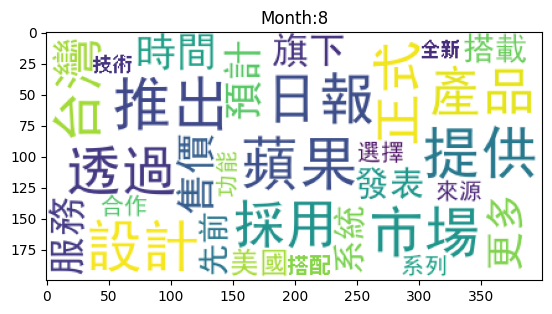 Month:8
0
25
50
75
100
125
150
175
0
50
100
150
200
250
300
350
台灣
技術
時間
預計
旗下
正式
全新
搭載
推出
日報
產品
透過
售價
功能
蘋果
選擇
提供
發表
來源
服務
合作
設計
先前
採用
系統
市場
更多
美國
搭配
系列